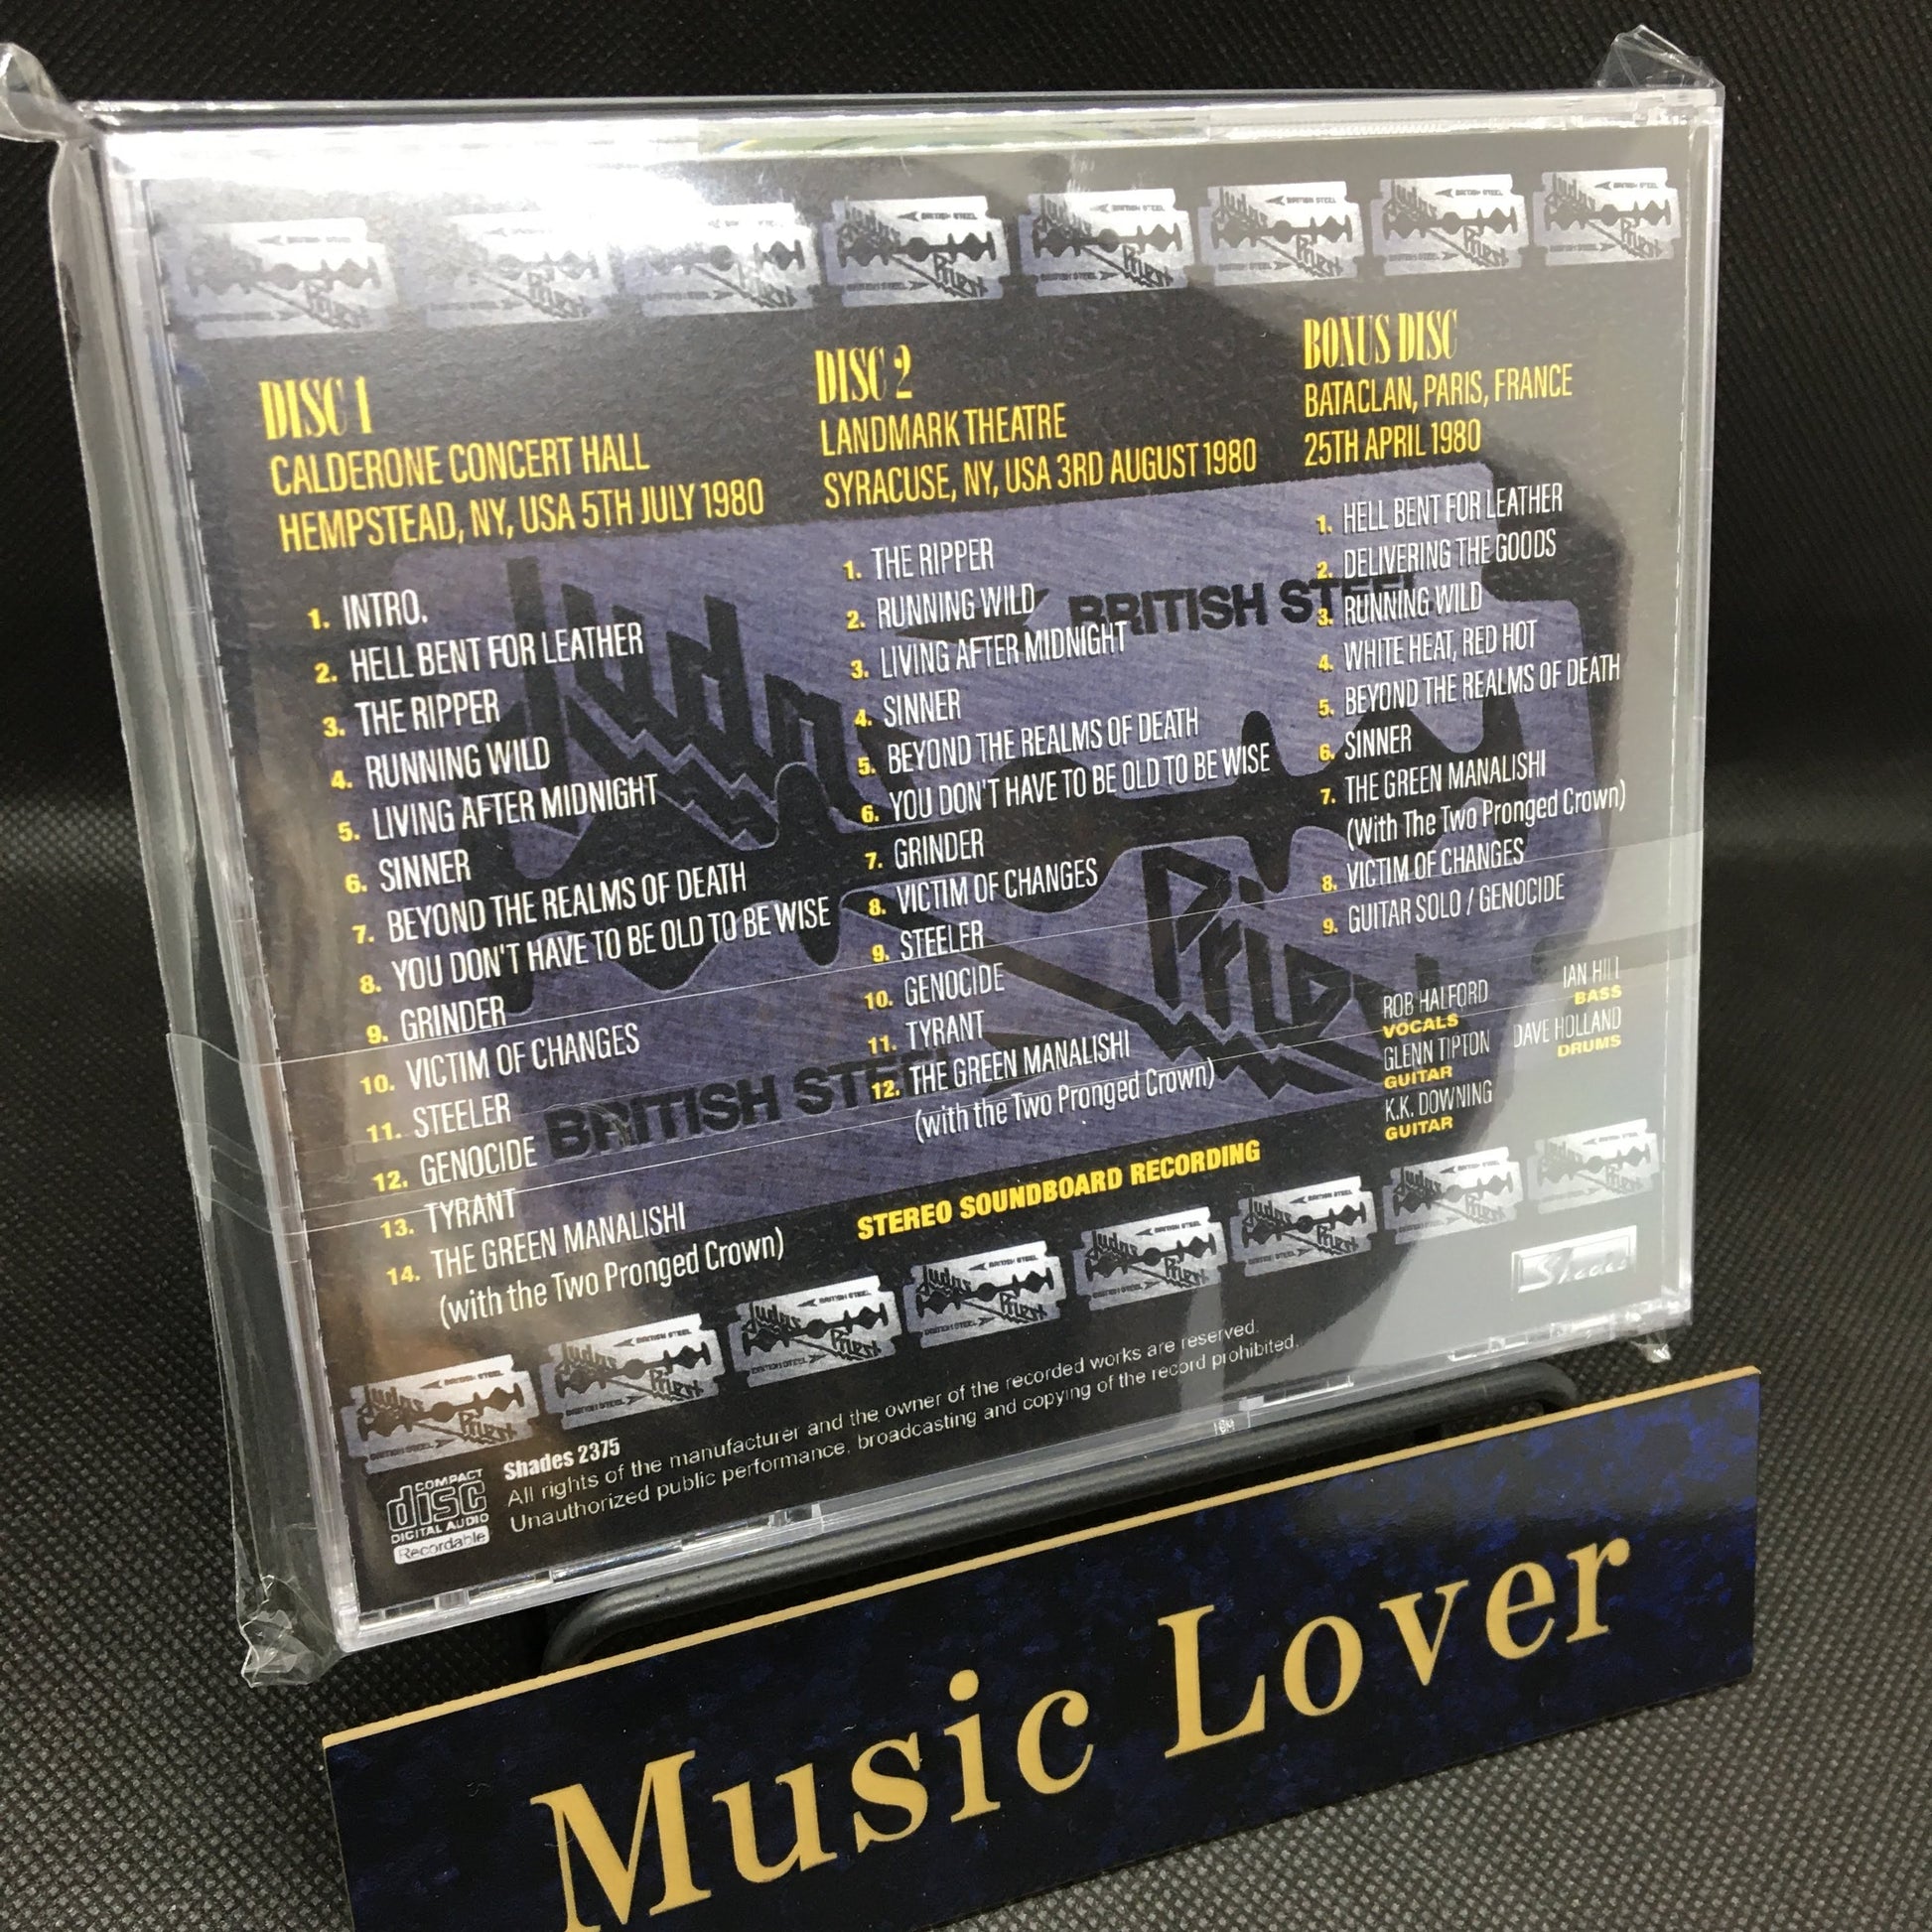 DISC 1
CALDERONE CONCERT HALL
HEMPSTEAD, NY, USA 5TH JULY 1980
1. INTRO.
2. HELL BENT FOR LEATHER
3. THE RIPPER
4. RUNNING WILD
5. LIVING AFTER MIDNIGHT
6. SINNER
7. BEYOND THE REALMS OF DEATH
8. YOU DON'T HAVE TO BE OLD TO BE WISE
9. GRINDER
10. VICTIM OF CHANGES
11. STEELER
12. GENOCIDE
13. TYRANT
14. THE GREEN MANALISHI
(with the Two Pronged Crown)
DISC 2
LANDMARK THEATRE
SYRACUSE, NY, USA 3RD AUGUST 1980
1. THE RIPPER
2. RUNNING WILD
3. LIVING AFTER MIDNIGHT
4. SINNER
5. BEYOND THE REALMS OF DEATH
6. YOU DON'T HAVE TO BE OLD TO BE WISE
7. GRINDER
8. VICTIM OF CHANGES
9. STEELER
10. GENOCIDE
11. TYRANT
12. THE GREEN MANALISHI
(with the Two Pronged Crown)
BONUS DISC
BATACLAN, PARIS, FRANCE
25TH APRIL 1980
1. HELL BENT FOR LEATHER
2. DELIVERING THE GOODS
3. RUNNING WILD
4. WHITE HEAT, RED HOT
5. BEYOND THE REALMS OF DEATH
6. SINNER
7. THE GREEN MANALISHI
(With The Two Pronged Crown)
8. VICTIM OF CHANGES
9. GUITAR SOLO / GENOCIDE
ROB HALFORD
VOCALS
GLENN TIPTON
GUITAR
K.K. DOWNING
GUITAR
IAN HILL
BASS
DAVE HOLLAND
DRUMS
STEREO SOUNDBOARD RECORDING
Judas
Priest
BRITISH STEEL
BRITISH STEEL
Shades
Shades 2375
All rights of the manufacturer and the owner of the recorded works are reserved.
Unauthorized public performance, broadcasting and copying of the record prohibited.
COMPACT
disc
DIGITAL AUDIO
Recordable
Music Lover